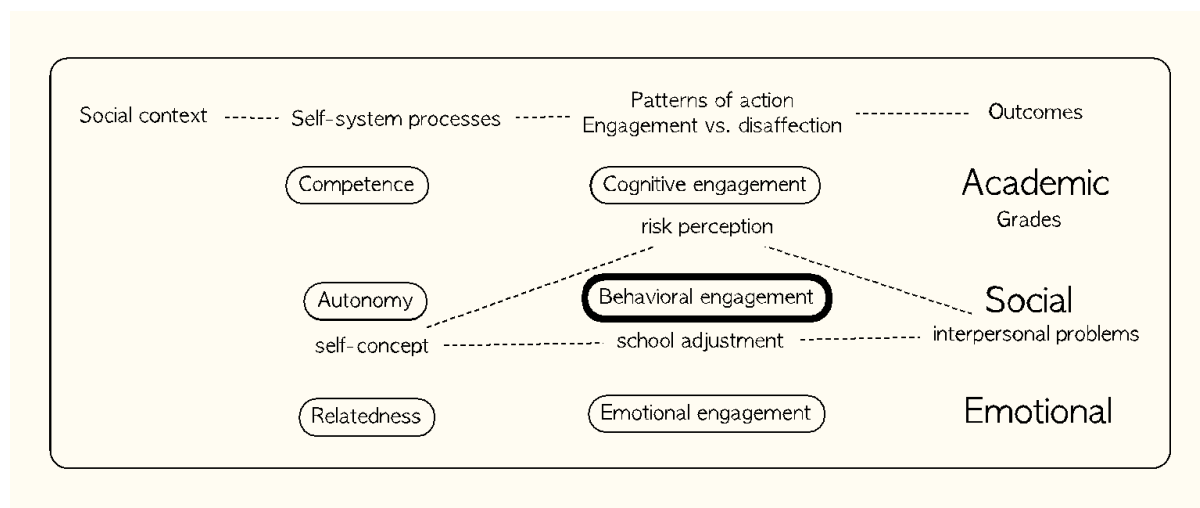 Social context
Self-system processes
Patterns of action
Engagement vs. disaffection
Outcomes
Competence
Cognitive engagement
Academic
risk perception
Grades
Autonomy
Behavioral engagement
Social
self-concept
school adjustment
interpersonal problems
Relatedness
Emotional engagement
Emotional